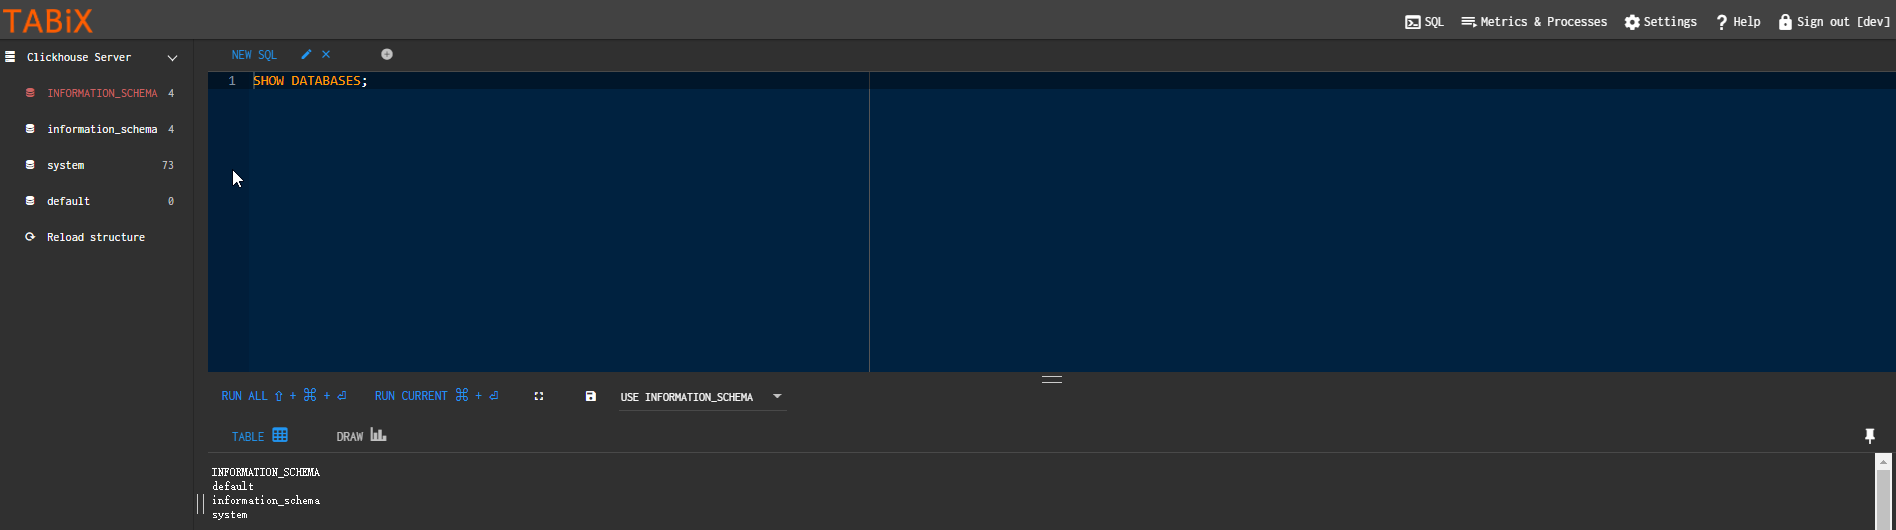 TABiX
SQL Metrics & Processes Settings Help Sign out [dev]
Clickhouse Server
INFORMATION_SCHEMA 4
information_schema 4
system 73
default 0
Reload structure
NEW SQL
1 SHOW DATABASES;
RUN ALL ⇧ + ⌘ + ⏎ RUN CURRENT ⌘ + ⏎ USE INFORMATION_SCHEMA
TABLE DRAW
INFORMATION_SCHEMA
default
information_schema
system